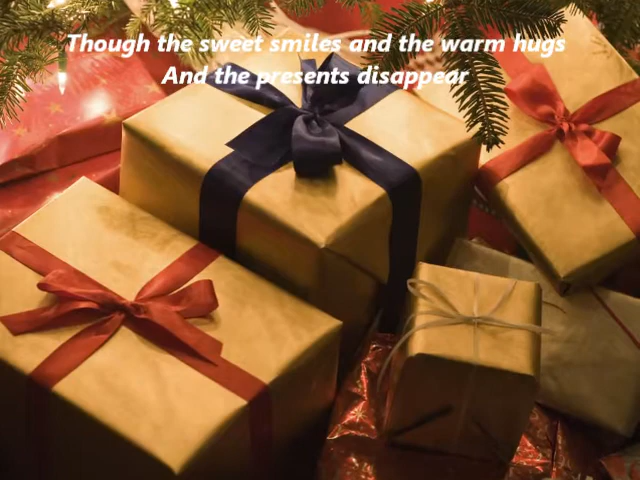 Though the sweet smiles and the warm hugs
And the presents disappear